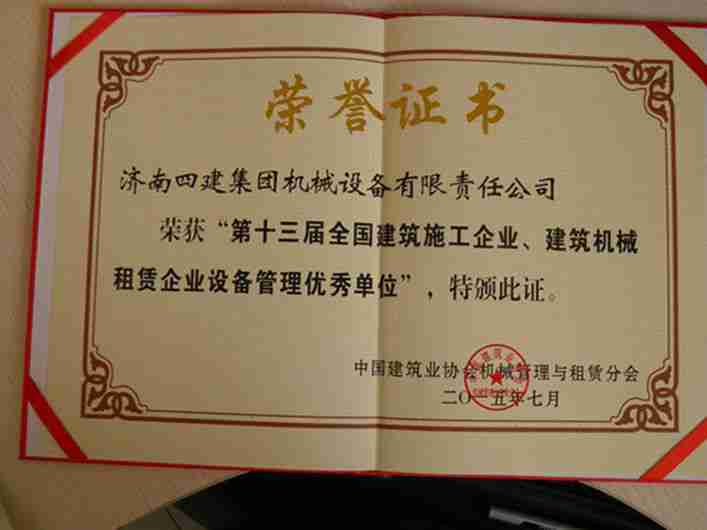 荣誉证书
济南四建集团机械设备有限责任公司
荣获“第十三届全国建筑施工企业、建筑机械
租赁企业设备管理优秀单位”，特颁此证。
中国建筑业协会机械管理与租赁分会
二〇一五年七月